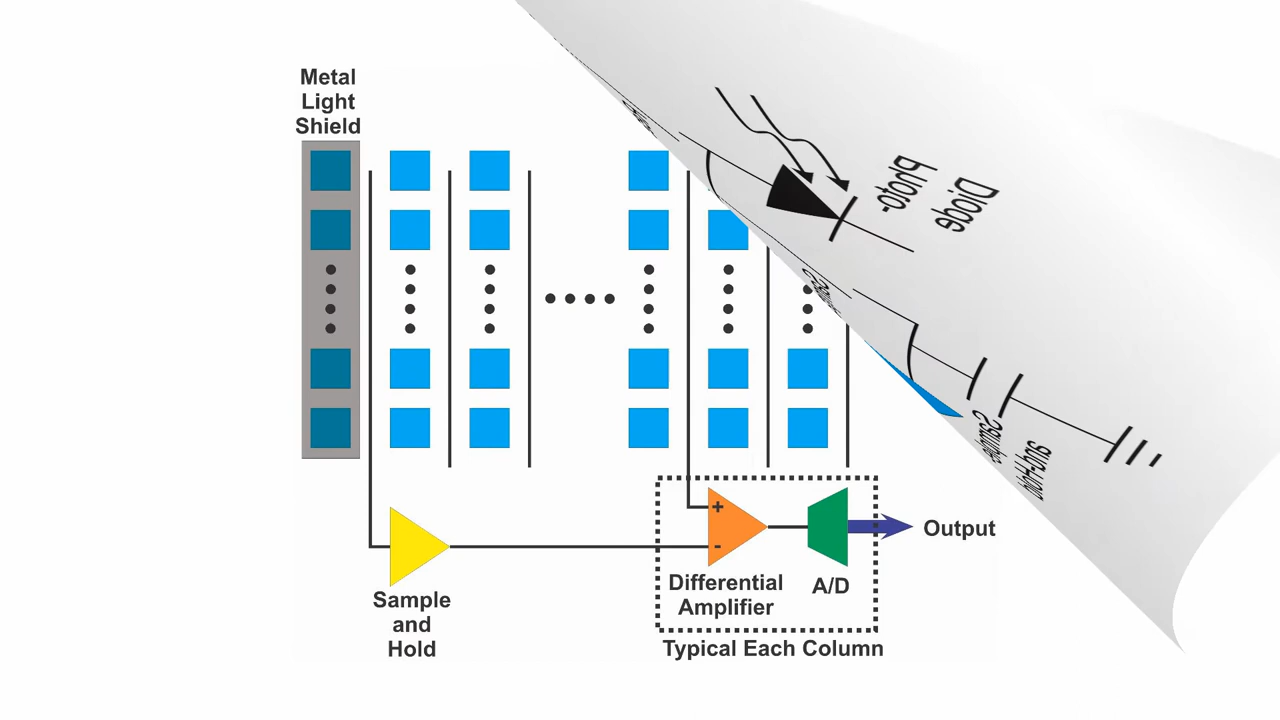 Metal
Light
Shield
Photo-
Diode
Sample-
and-Hold
+
-
Output
Differential
Amplifier
A/D
Sample
and
Hold
Typical Each Column